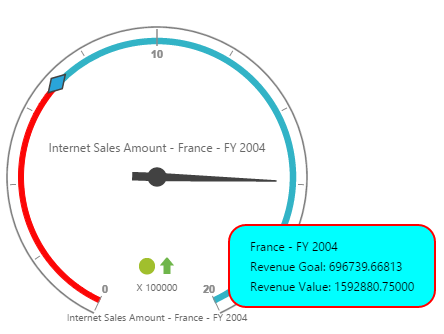 10
Internet Sales Amount - France - FY 2004
France - FY 2004
Revenue Goal: 696739.66813
Revenue Value: 1592880.75000
0
20
X 100000
Internet Sales Amount - France - FY 2004